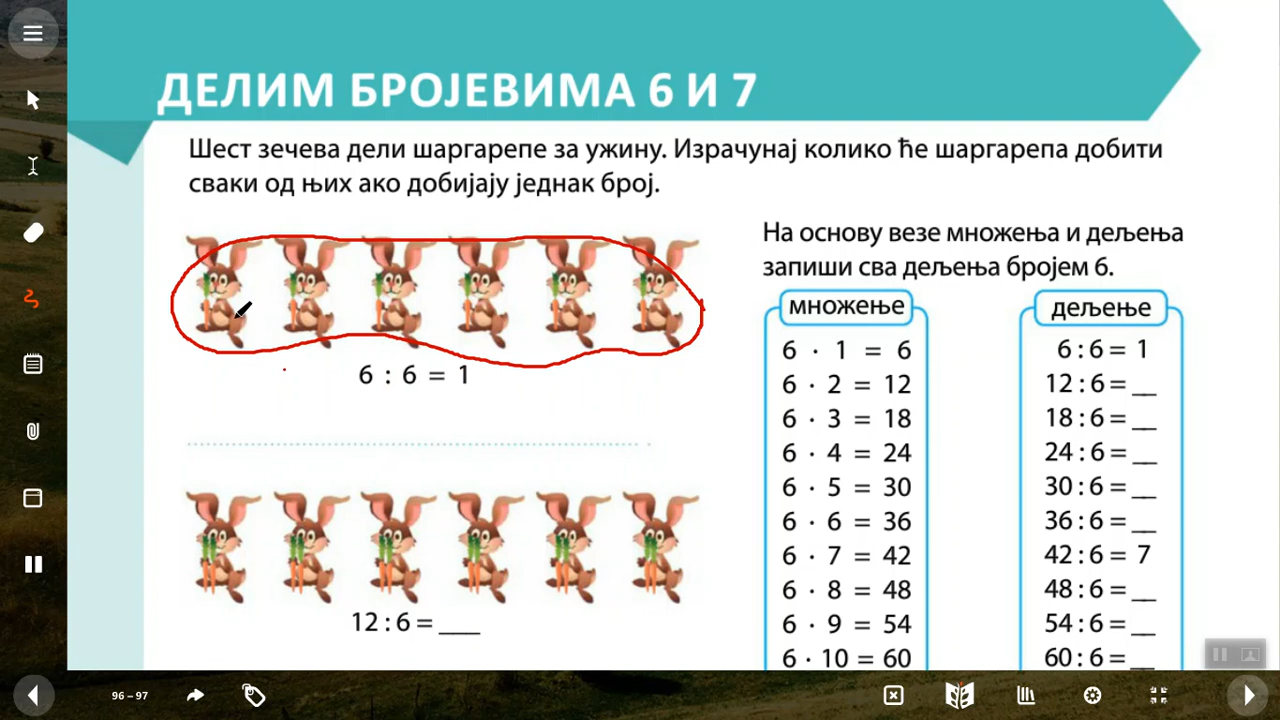 ДЕЛИМ БРОЈЕВИМА 6 И 7
Шест зечева дели шаргарепе за ужину. Израчунај колико ће шаргарепа добити
сваки од њих ако добијају једнак број.
6 : 6 = 1
12 : 6 = ___
На основу везе множења и дељења
запиши сва дељења бројем 6.
множење
6 · 1 = 6
6 · 2 = 12
6 · 3 = 18
6 · 4 = 24
6 · 5 = 30
6 · 6 = 36
6 · 7 = 42
6 · 8 = 48
6 · 9 = 54
6 · 10 = 60
дељење
6 : 6 = 1
12 : 6 = __
18 : 6 = __
24 : 6 = __
30 : 6 = __
36 : 6 = __
42 : 6 = 7
48 : 6 = __
54 : 6 = __
60 : 6 = __
96 – 97